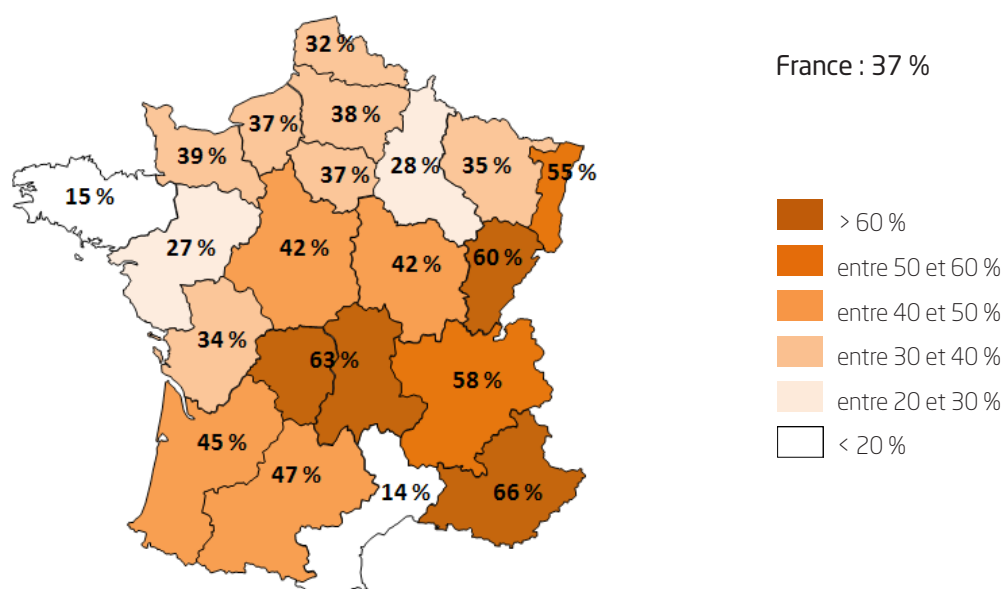 32 %
France : 37 %
37 %
38 %
39 %
37 %
28 %
35 %
55 %
15 %
27 %
42 %
42 %
60 %
34 %
63 %
58 %
45 %
47 %
14 %
66 %
> 60 %
entre 50 et 60 %
entre 40 et 50 %
entre 30 et 40 %
entre 20 et 30 %
< 20 %